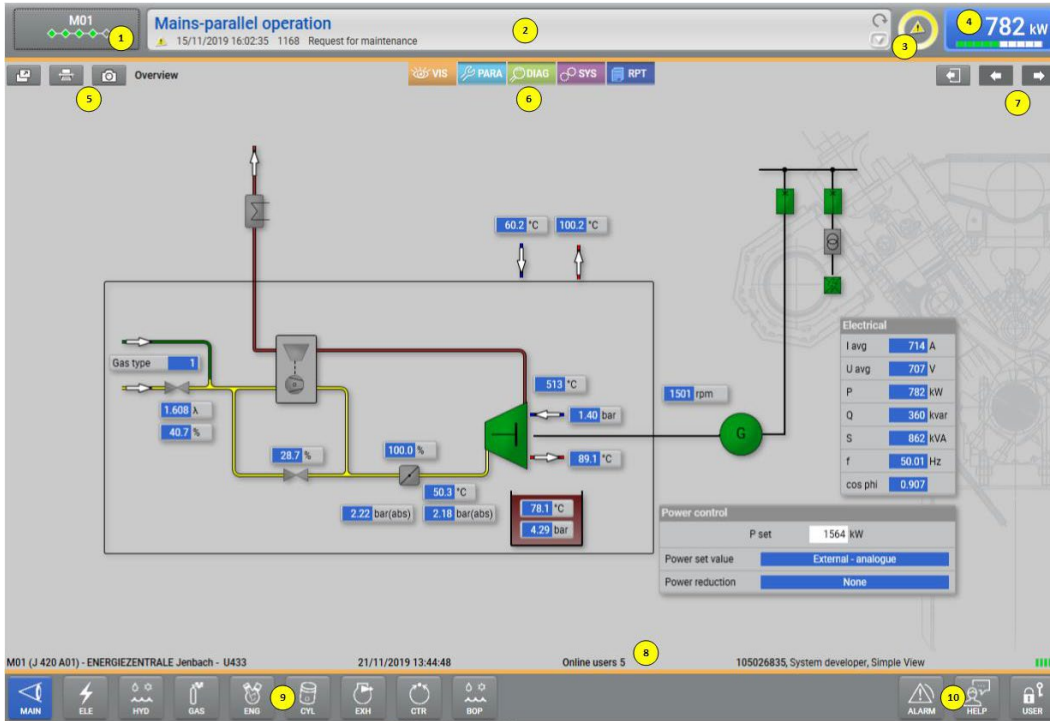 M01
1
Mains-parallel operation
15/11/2019 16:02:35 1168 Request for maintenance
2
3
4
782 kW
5
Overview
VIS
PARA
DIAG
SYS
RPT
6
7
60.2 °C
100.2 °C
Gas type 1
1.608 λ
40.7 %
28.7 %
100.0 %
50.3 °C
2.22 bar(abs)
2.18 bar(abs)
513 °C
1.40 bar
89.1 °C
78.1 °C
4.29 bar
1501 rpm
G
Electrical
I avg 714 A
U avg 707 V
P 782 kW
Q 360 kvar
S 862 kVA
f 50.01 Hz
cos phi 0.907
Power control
P set 1564 kW
Power set value External - analogue
Power reduction None
M01 (J 420 A01) - ENERGIEZENTRALE Jenbach - U433
21/11/2019 13:44:48
Online users 5
8
105026835, System developer, Simple View
MAIN
ELE
HYD
GAS
ENG
9
CYL
EXH
CTR
BOP
ALARM
10
HELP
USER